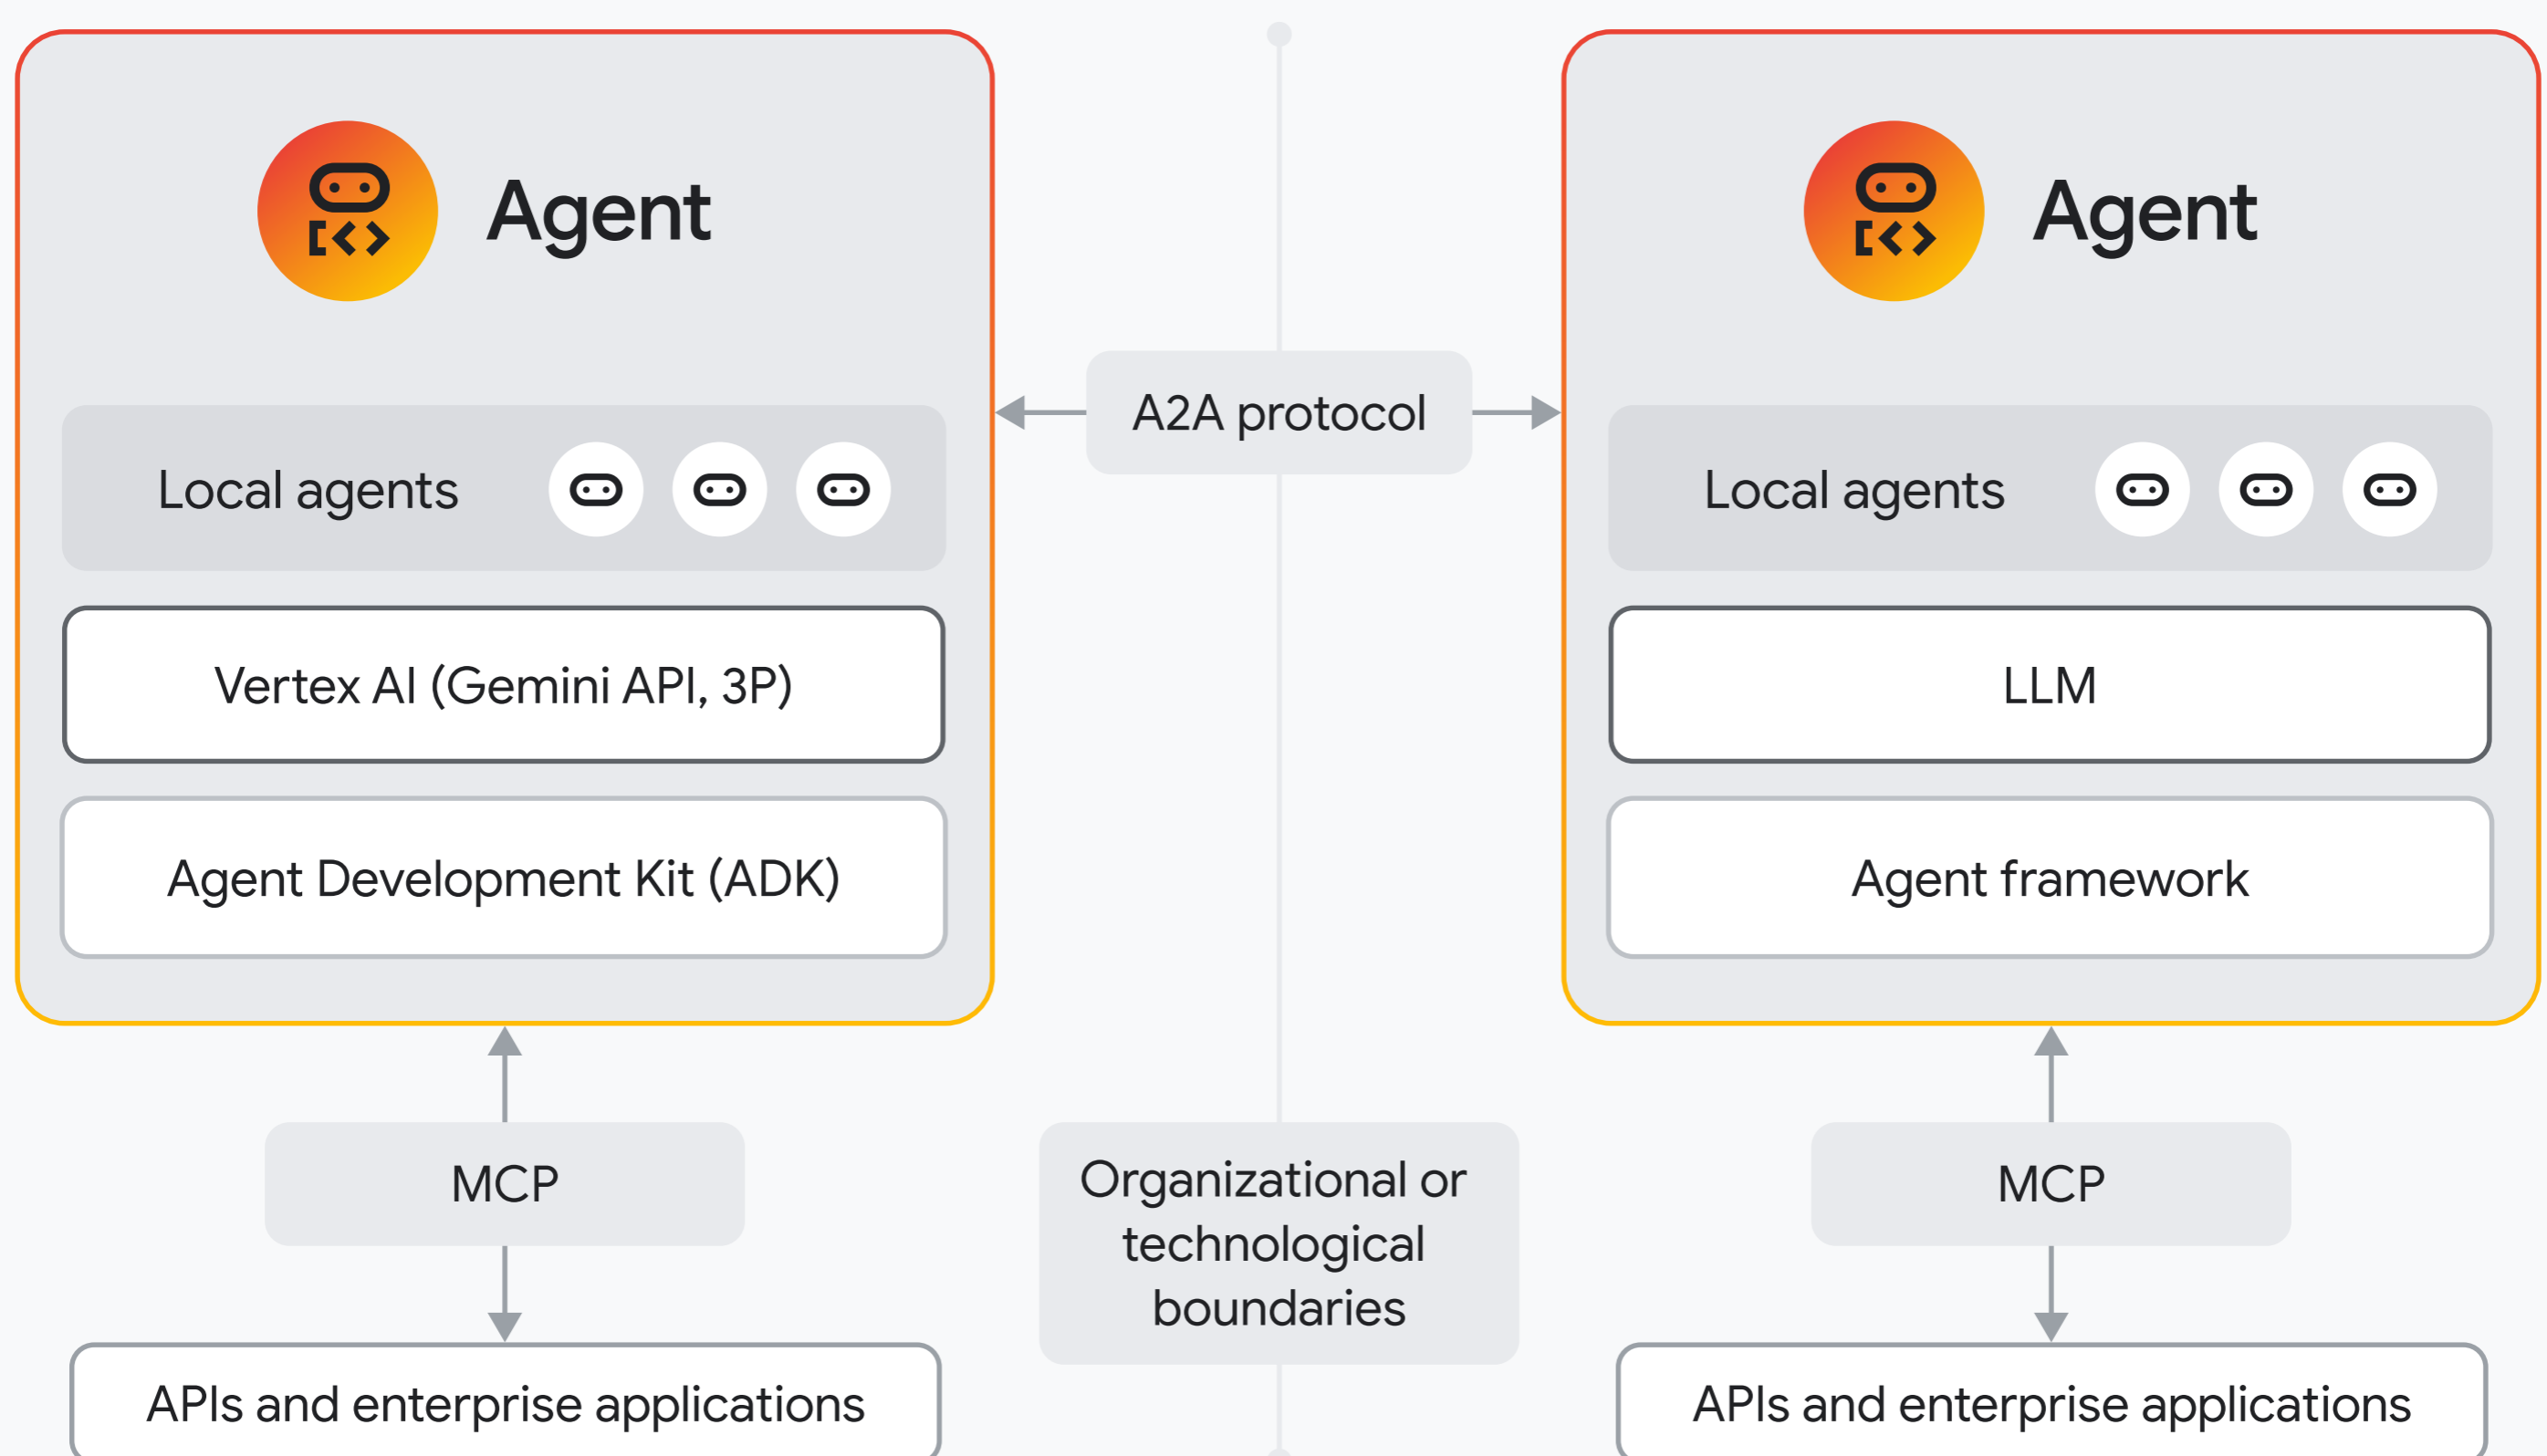 Agent
Local agents
Vertex AI (Gemini API, 3P)
Agent Development Kit (ADK)
MCP
APIs and enterprise applications
A2A protocol
Organizational or
technological
boundaries
Agent
Local agents
LLM
Agent framework
MCP
APIs and enterprise applications